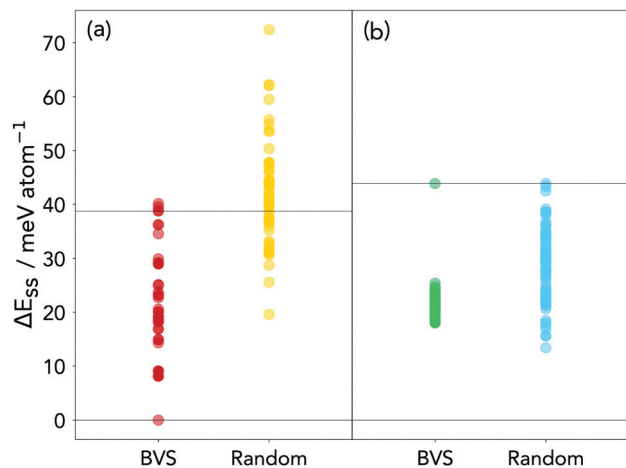 (a)
(b)
70
60
50
40
30
20
10
0
ΔE_ss / meV atom⁻¹
BVS
Random
BVS
Random